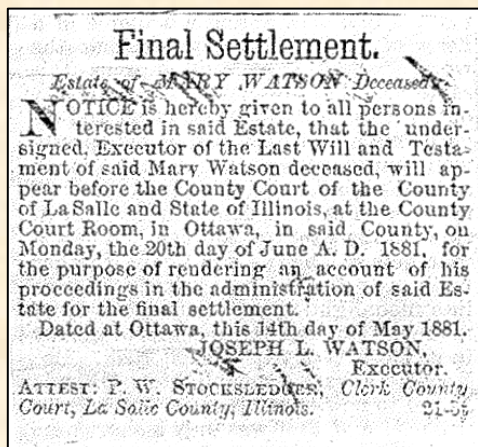 Final Settlement.
Estate of MARY WATSON Deceased.
NOTICE is hereby given to all persons in-
terested in said Estate, that the under-
signed, Executor of the Last Will and Testa-
ment of said Mary Watson deceased, will ap-
pear before the County Court of the County
of La Salle and State of Illinois, at the County
Court Room, in Ottawa, in said County, on
Monday, the 20th day of June A. D. 1881, for
the purpose of rendering an account of his
proceedings in the administration of said Es-
tate for the final settlement.
Dated at Ottawa, this 14th day of May 1881.
JOSEPH L. WATSON,
Executor.
ATTEST: P. W. STOCKSLEDGER, Clerk County
Court, La Salle County, Illinois.